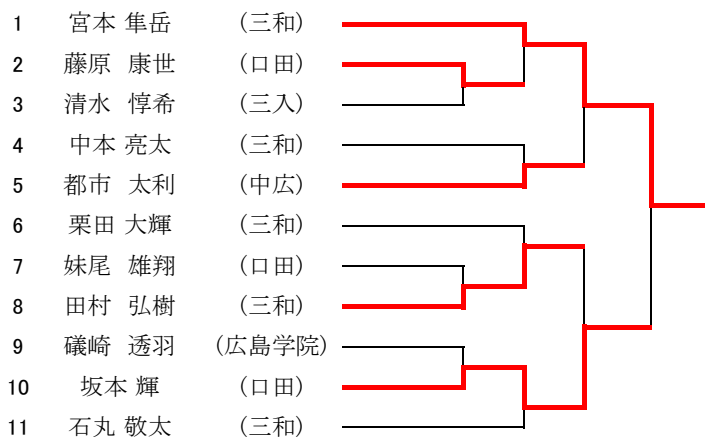 1 宮本 隼岳 (三和)
2 藤原 康世 (口田)
3 清水 惇希 (三入)
4 中本 亮太 (三和)
5 都市 太利 (中広)
6 栗田 大輝 (三和)
7 妹尾 雄翔 (口田)
8 田村 弘樹 (三和)
9 礒崎 透羽 (広島学院)
10 坂本 輝 (口田)
11 石丸 敬太 (三和)